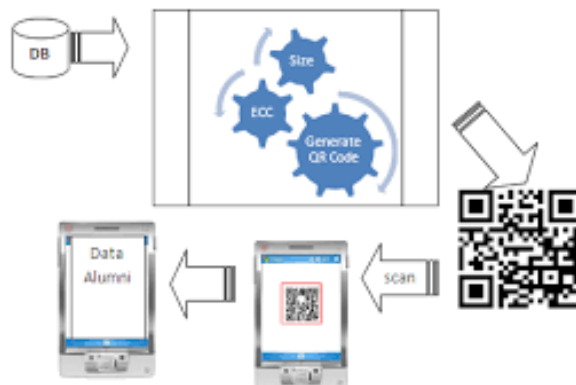 DB
Size
ECC
Generate
QR Code
scan
Data
Alumni